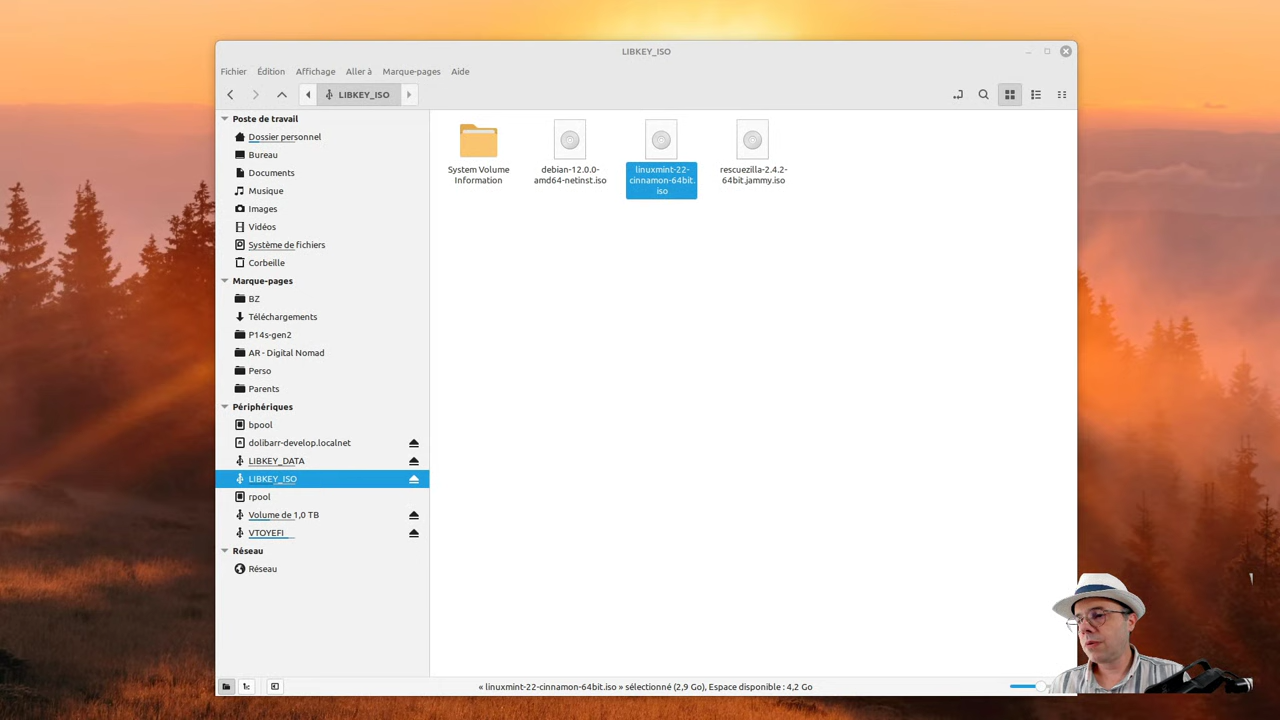 LIBKEY_ISO
Fichier Édition Affichage Aller à Marque-pages Aide
LIBKEY_ISO
Poste de travail
Dossier personnel
Bureau
Documents
Musique
Images
Vidéos
Système de fichiers
Corbeille
Marque-pages
BZ
Téléchargements
P14s-gen2
AR - Digital Nomad
Perso
Parents
Périphériques
bpool
dolibarr-develop.localnet
LIBKEY_DATA
LIBKEY_ISO
rpool
Volume de 1,0 TB
VTOYEFI
Réseau
Réseau
System Volume
Information
debian-12.0.0-
amd64-netinst.iso
linuxmint-22-
cinnamon-64bit.
iso
rescuezilla-2.4.2-
64bit.jammy.iso
« linuxmint-22-cinnamon-64bit.iso » sélectionné (2,9 Go), Espace disponible : 4,2 Go